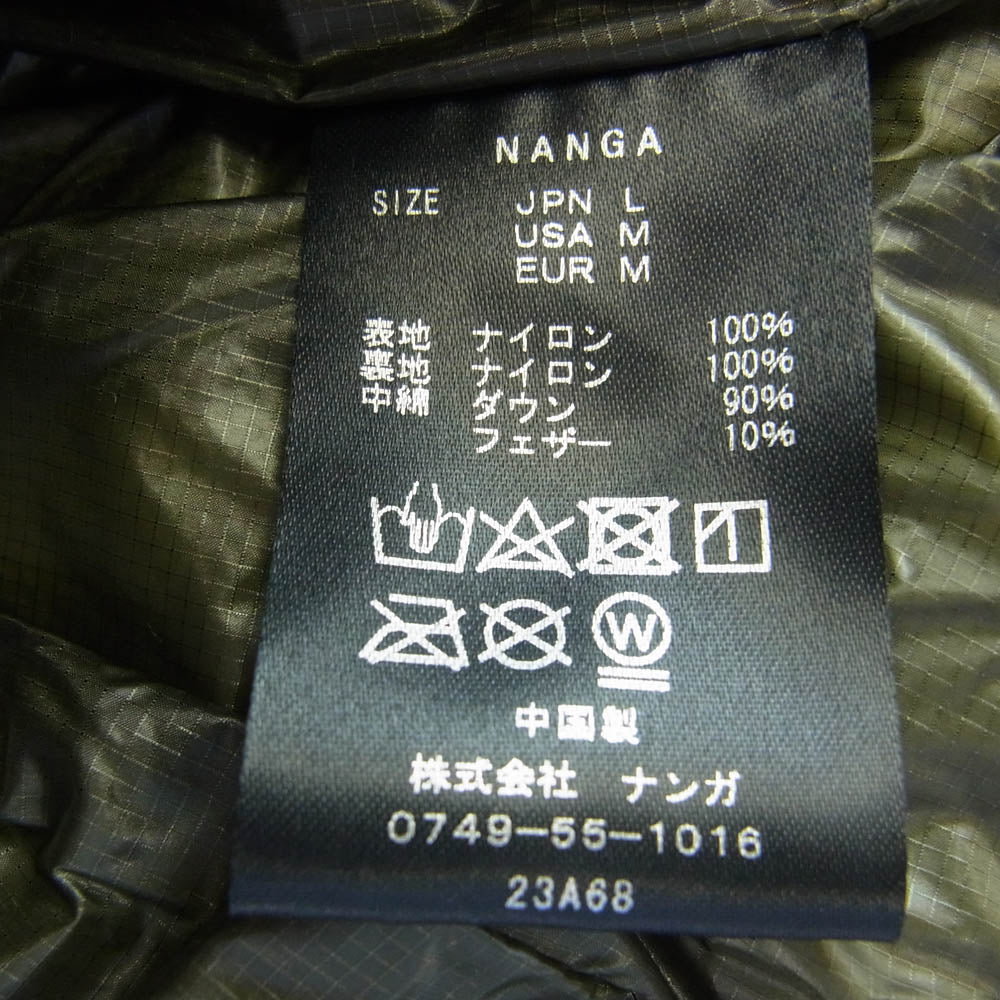 NANGA
SIZE JPN L
USA M
EUR M
表地 ナイロン 100%
裏地 ナイロン 100%
中綿 ダウン 90%
フェザー 10%
W
中国製
株式会社 ナンガ
0749-55-1016
23A68